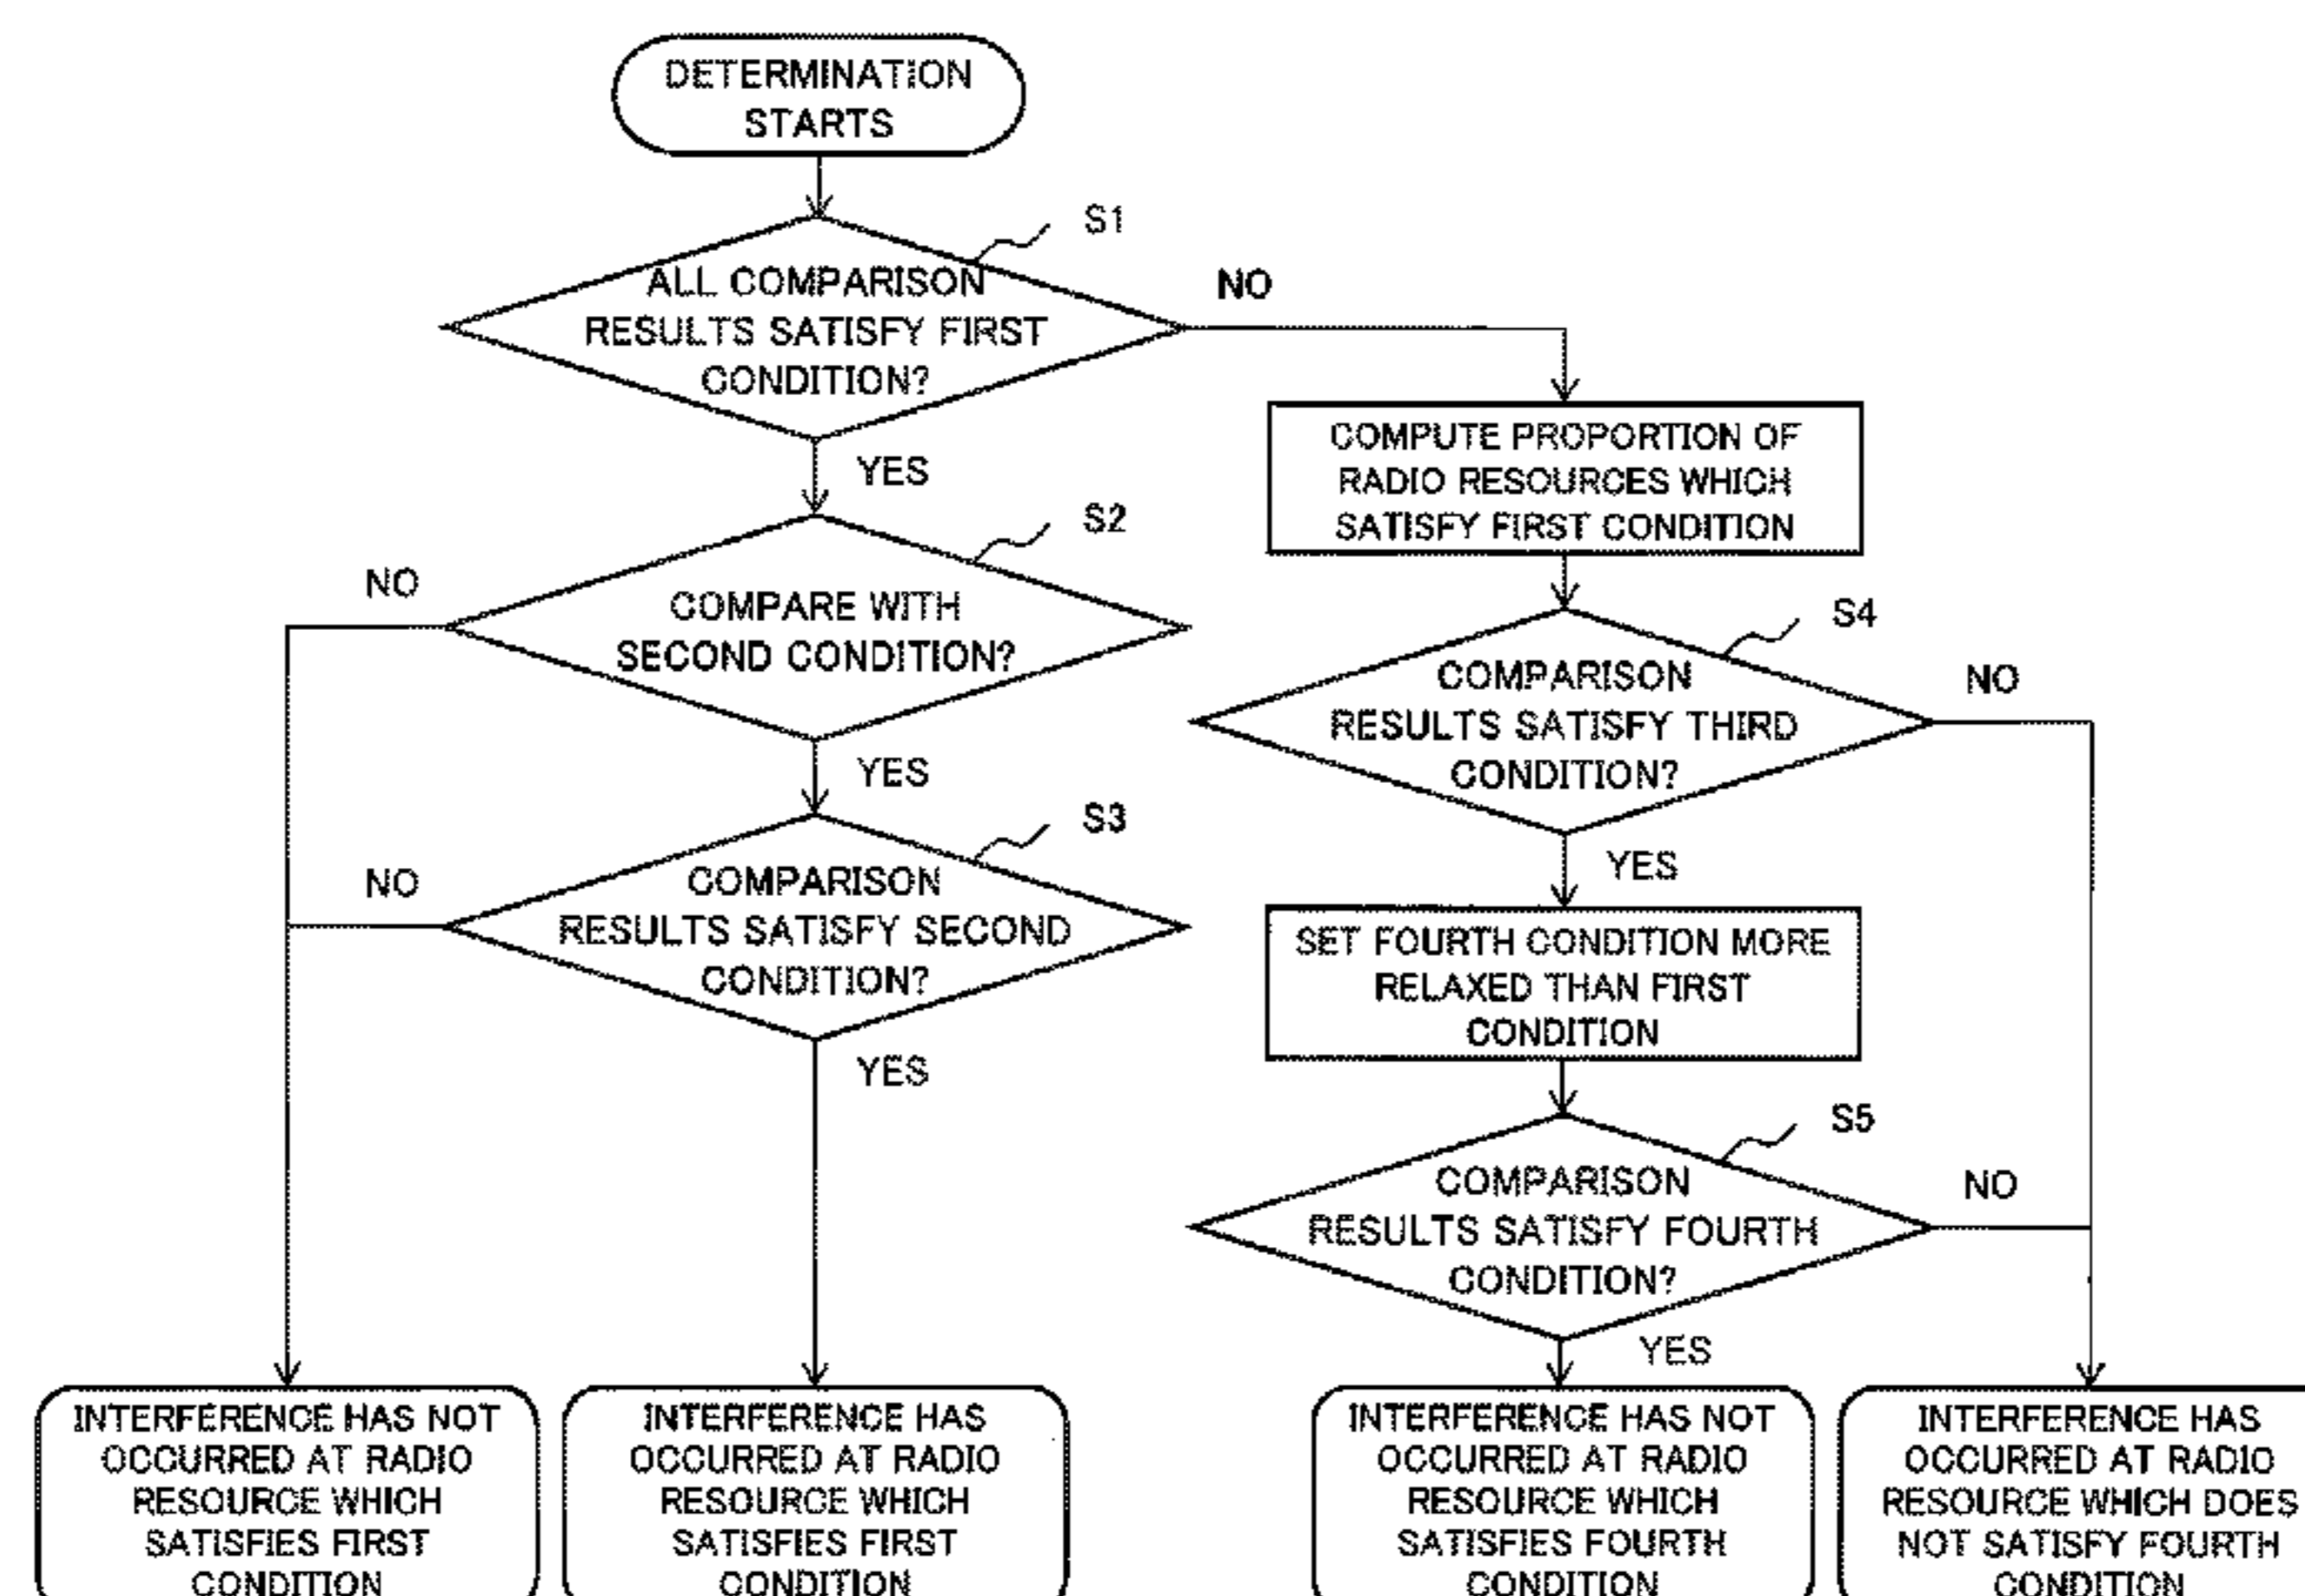 DETERMINATION
STARTS
S1
ALL COMPARISON
RESULTS SATISFY FIRST
CONDITION?
NO
YES
S2
COMPARE WITH
SECOND CONDITION?
NO
YES
S3
COMPARISON
RESULTS SATISFY SECOND
CONDITION?
NO
YES
COMPUTE PROPORTION OF
RADIO RESOURCES WHICH
SATISFY FIRST CONDITION
S4
COMPARISON
RESULTS SATISFY THIRD
CONDITION?
NO
YES
SET FOURTH CONDITION MORE
RELAXED THAN FIRST
CONDITION
S5
COMPARISON
RESULTS SATISFY FOURTH
CONDITION?
NO
YES
INTERFERENCE HAS NOT
OCCURRED AT RADIO
RESOURCE WHICH
SATISFIES FIRST
CONDITION
INTERFERENCE HAS
OCCURRED AT RADIO
RESOURCE WHICH
SATISFIES FIRST
CONDITION
INTERFERENCE HAS NOT
OCCURRED AT RADIO
RESOURCE WHICH
SATISFIES FOURTH
CONDITION
INTERFERENCE HAS
OCCURRED AT RADIO
RESOURCE WHICH DOES
NOT SATISFY FOURTH
CONDITION